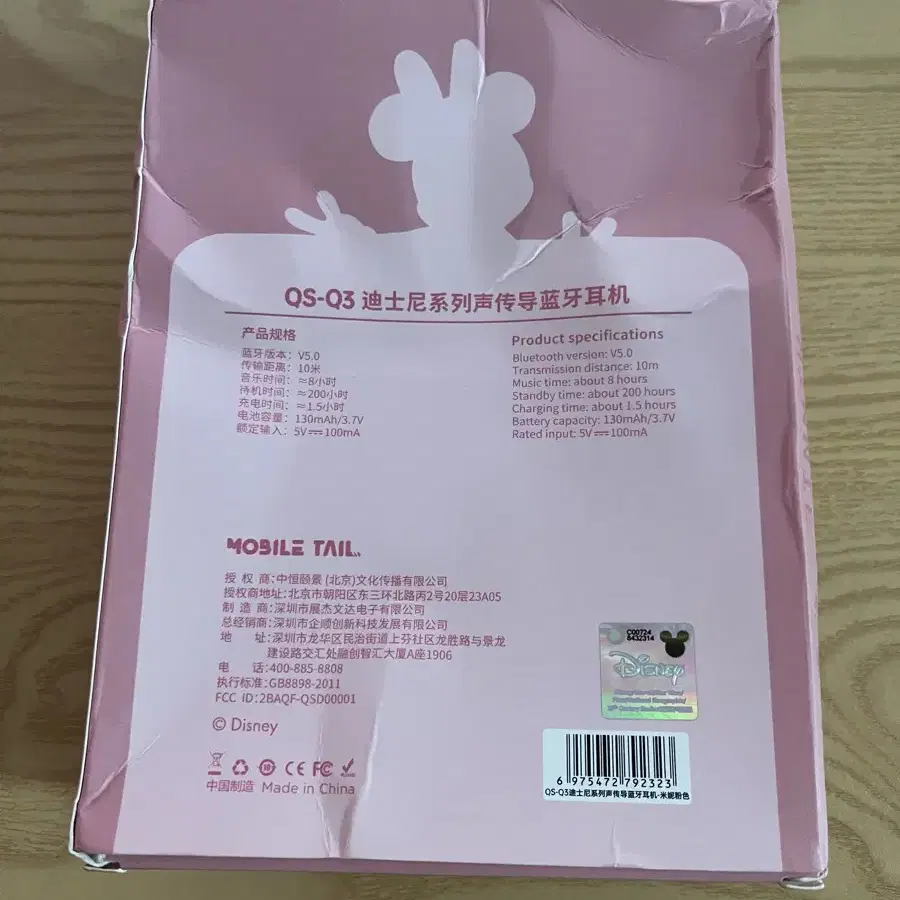 QS-Q3 迪士尼系列声传导蓝牙耳机
产品规格
蓝牙版本：V5.0
传输距离：10米
音乐时间：≈8小时
待机时间：≈200小时
充电时间：≈1.5小时
电池容量：130mAh/3.7V
额定输入：5V⎓100mA
Product specifications
Bluetooth version: V5.0
Transmission distance: 10m
Music time: about 8 hours
Standby time: about 200 hours
Charging time: about 1.5 hours
Battery capacity: 130mAh/3.7V
Rated input: 5V⎓100mA
MOBILE TAIL
授 权 商：中恒颐景 (北京)文化传播有限公司
授权商地址：北京市朝阳区东三环北路丙2号20层23A05
制 造 商：深圳市展杰文达电子有限公司
总经销商：深圳市企顺创新科技发展有限公司
地 址：深圳市龙华区民治街道上芬社区龙胜路与景龙
建设路交汇处融创智汇大厦A座1906
电 话：400-885-8808
执行标准：GB8898-2011
FCC ID：2BAQF-QSD00001
© Disney
10 CE FC RoHS
中国制造 Made in China
C00724
8432314
Disney
6 975472 792323
QS-Q3迪士尼系列声传导蓝牙耳机-米妮粉色